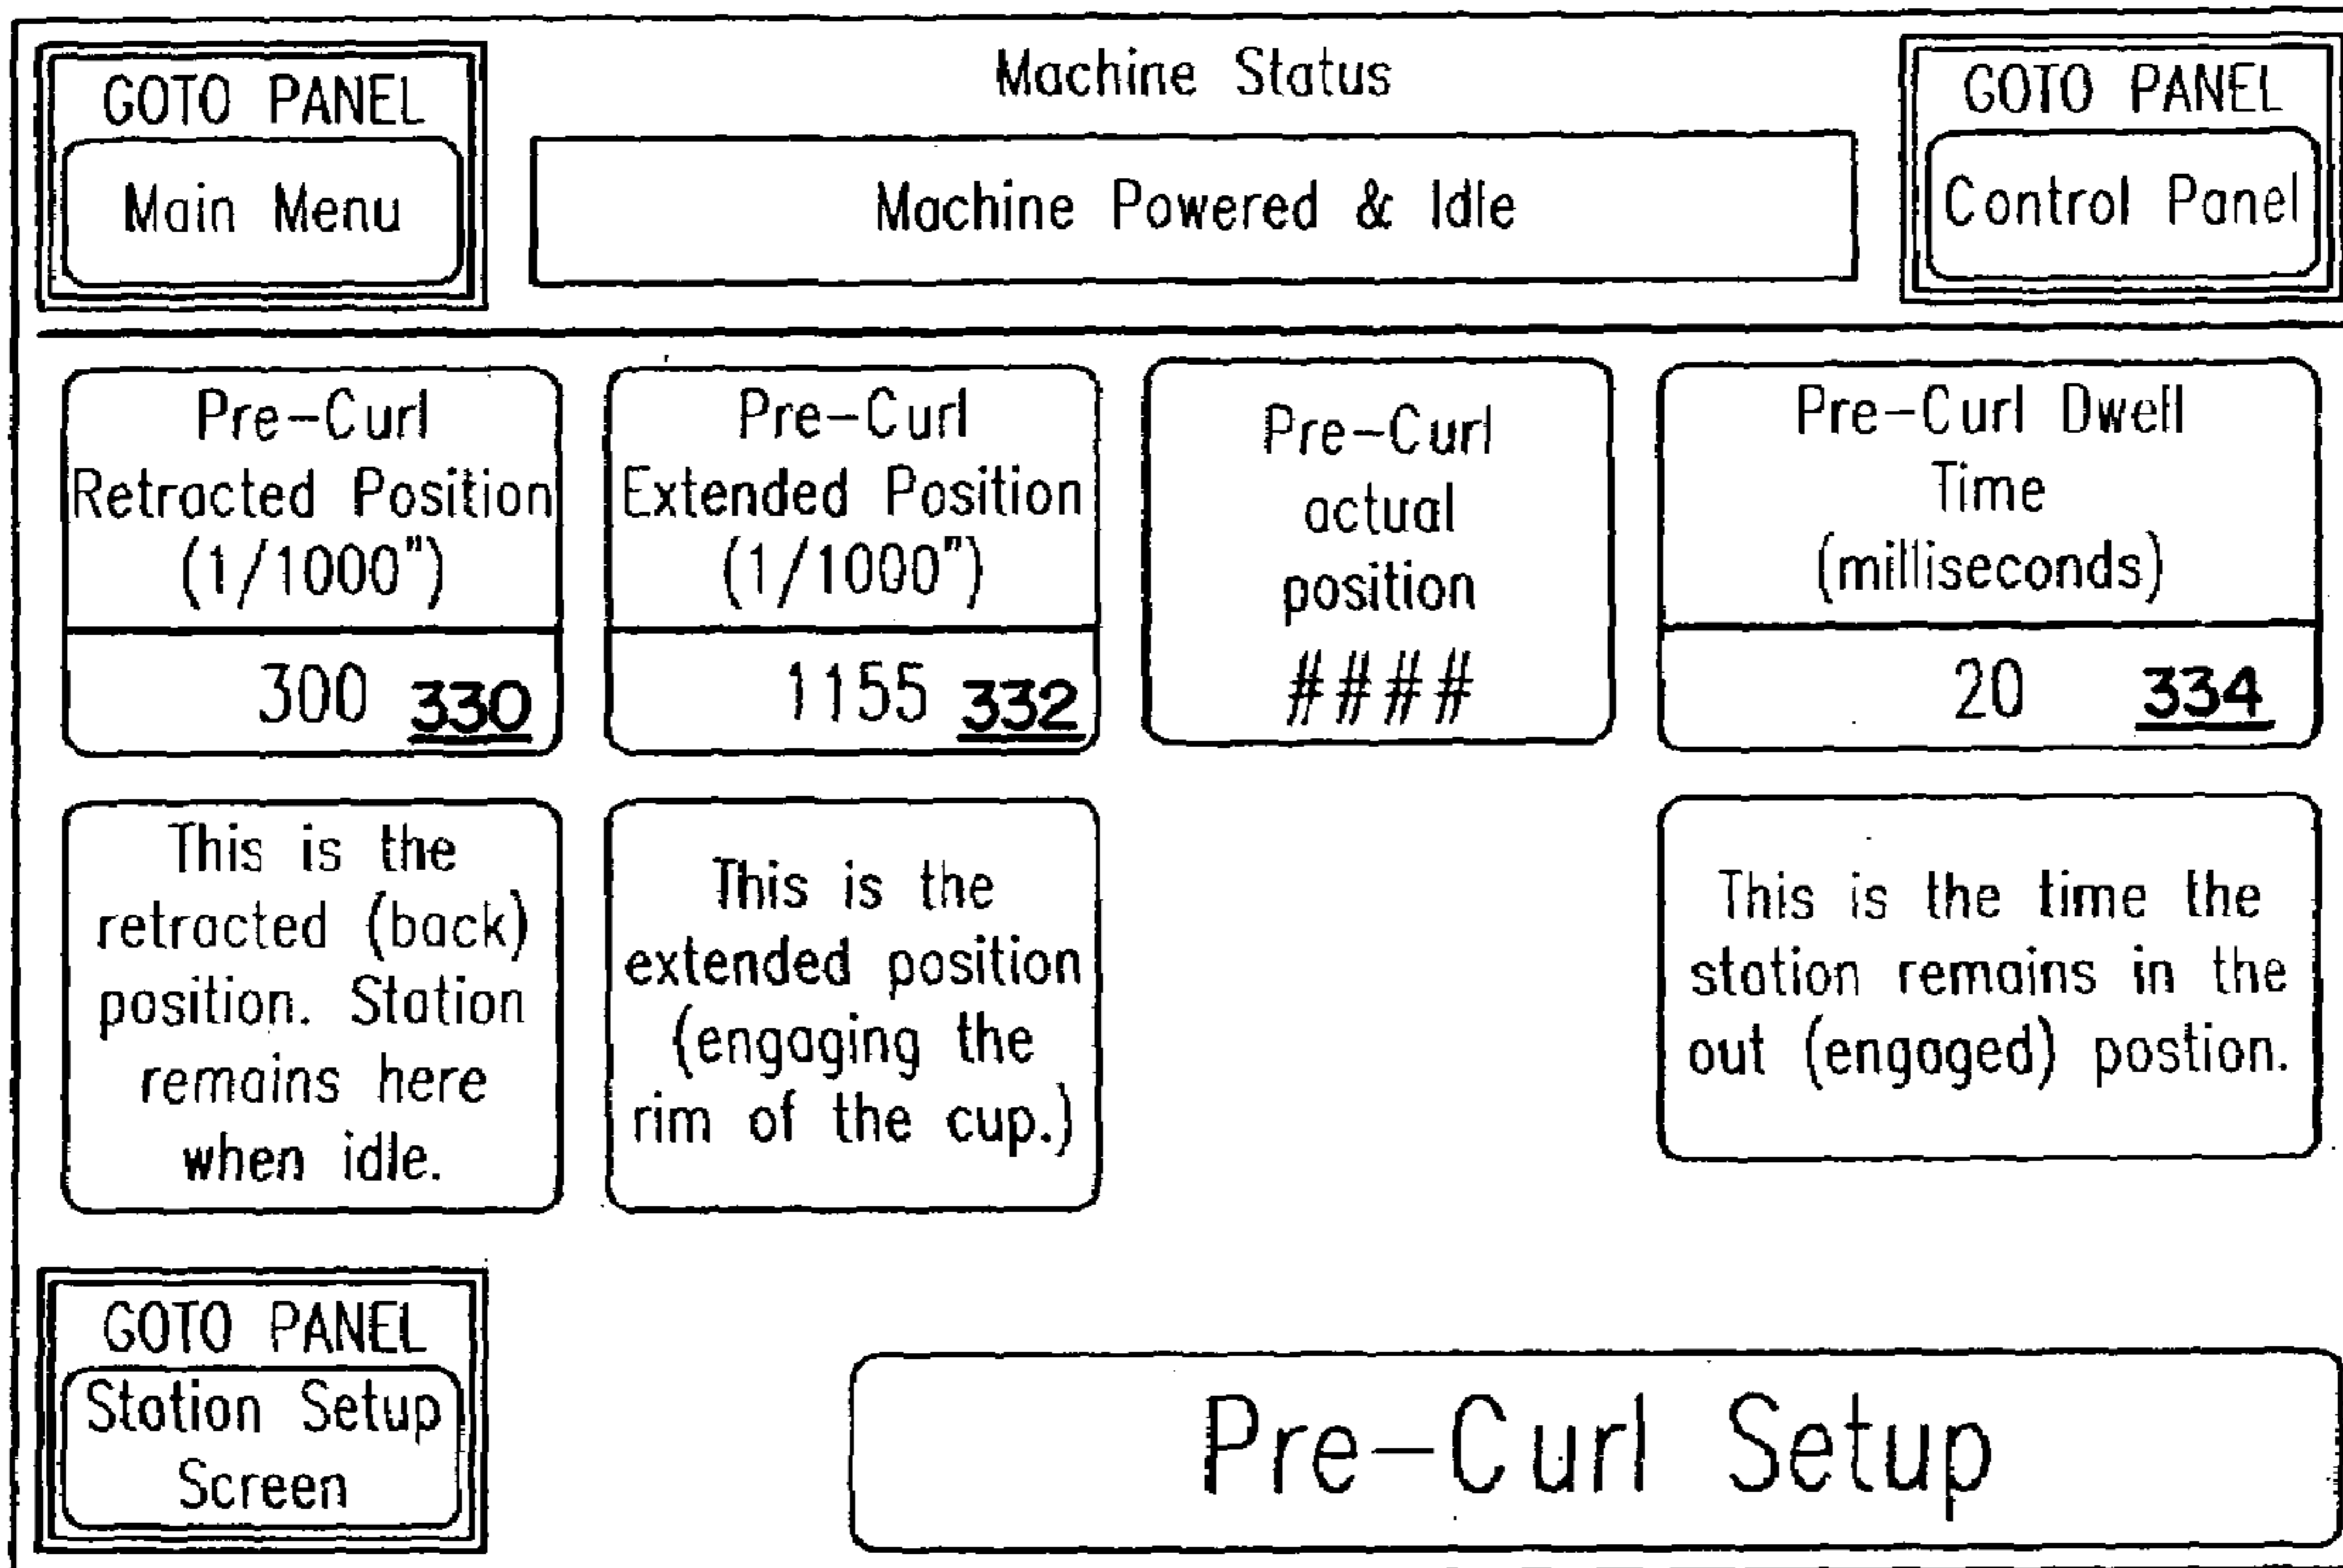 GOTO PANEL
Main Menu
Machine Status
Machine Powered & Idle
GOTO PANEL
Control Panel
Pre-Curl
Retracted Position
(1/1000")
300 330
Pre-Curl
Extended Position
(1/1000")
1155 332
Pre-Curl
actual
position
####
Pre-Curl Dwell
Time
(milliseconds)
20 334
This is the
retracted (back)
position. Station
remains here
when idle.
This is the
extended position
(engaging the
rim of the cup.)
This is the time the
station remains in the
out (engaged) postion.
GOTO PANEL
Station Setup
Screen
Pre-Curl Setup